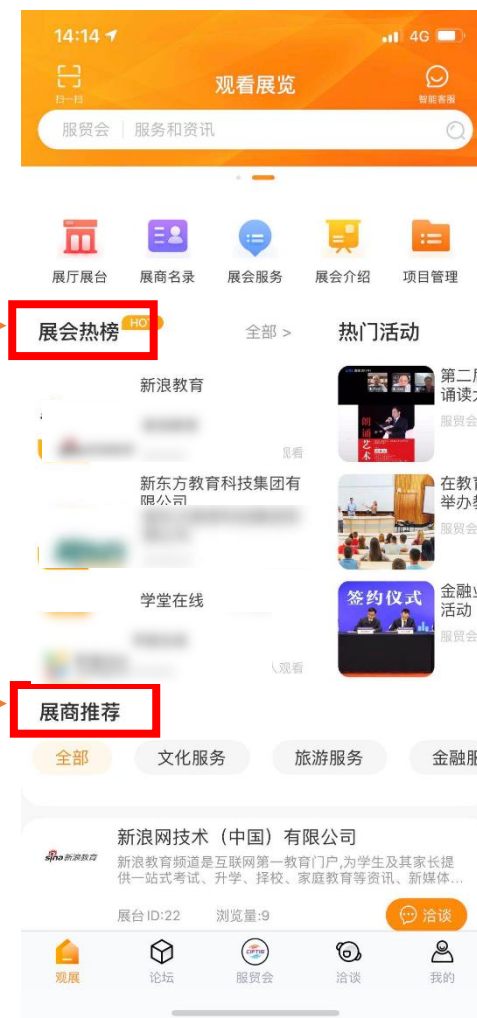 14:14
4G
扫一扫
观看展览
智能客服
服贸会 服务和资讯
展厅展台 展商名录 展会服务 展会介绍 项目管理
展会热榜 HOT 全部 > 热门活动
新浪教育
第二届
诵读大
服贸会
观看
新东方教育科技集团有
限公司
在教育
举办教
服贸会
朗诵艺术
学堂在线
签约仪式
金融业
活动
服贸会
人观看
展商推荐
全部 文化服务 旅游服务 金融服
sina新浪教育
新浪网技术（中国）有限公司
新浪教育频道是互联网第一教育门户,为学生及其家长提
供一站式考试、升学、择校、家庭教育等资讯、新媒体...
展台ID:22 浏览量:9 洽谈
观展 论坛 服贸会 洽谈 我的